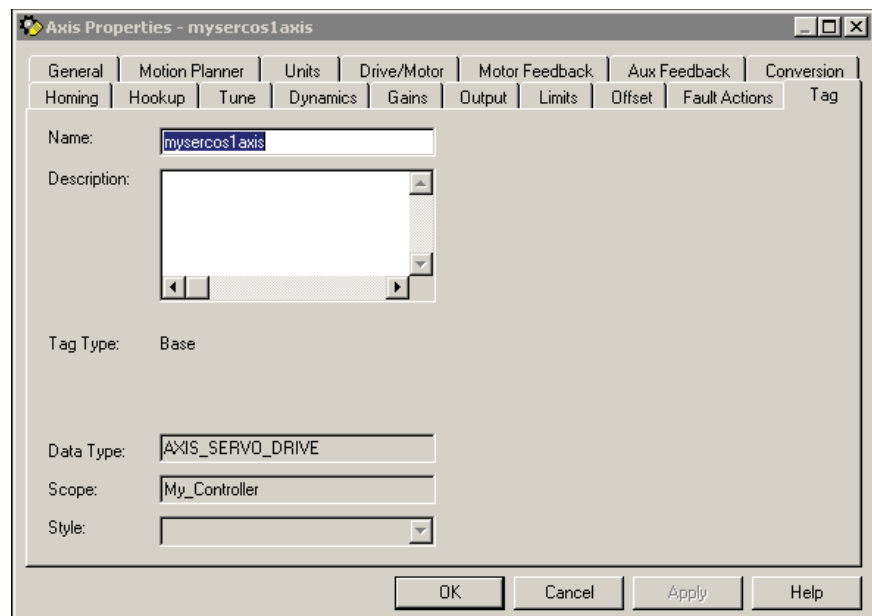 Axis Properties - mysercos1axis
General Motion Planner Units Drive/Motor Motor Feedback Aux Feedback Conversion
Homing Hookup Tune Dynamics Gains Output Limits Offset Fault Actions Tag
Name: mysercos1axis
Description:
Tag Type: Base
Data Type: AXIS_SERVO_DRIVE
Scope: My_Controller
Style:
OK Cancel Apply Help